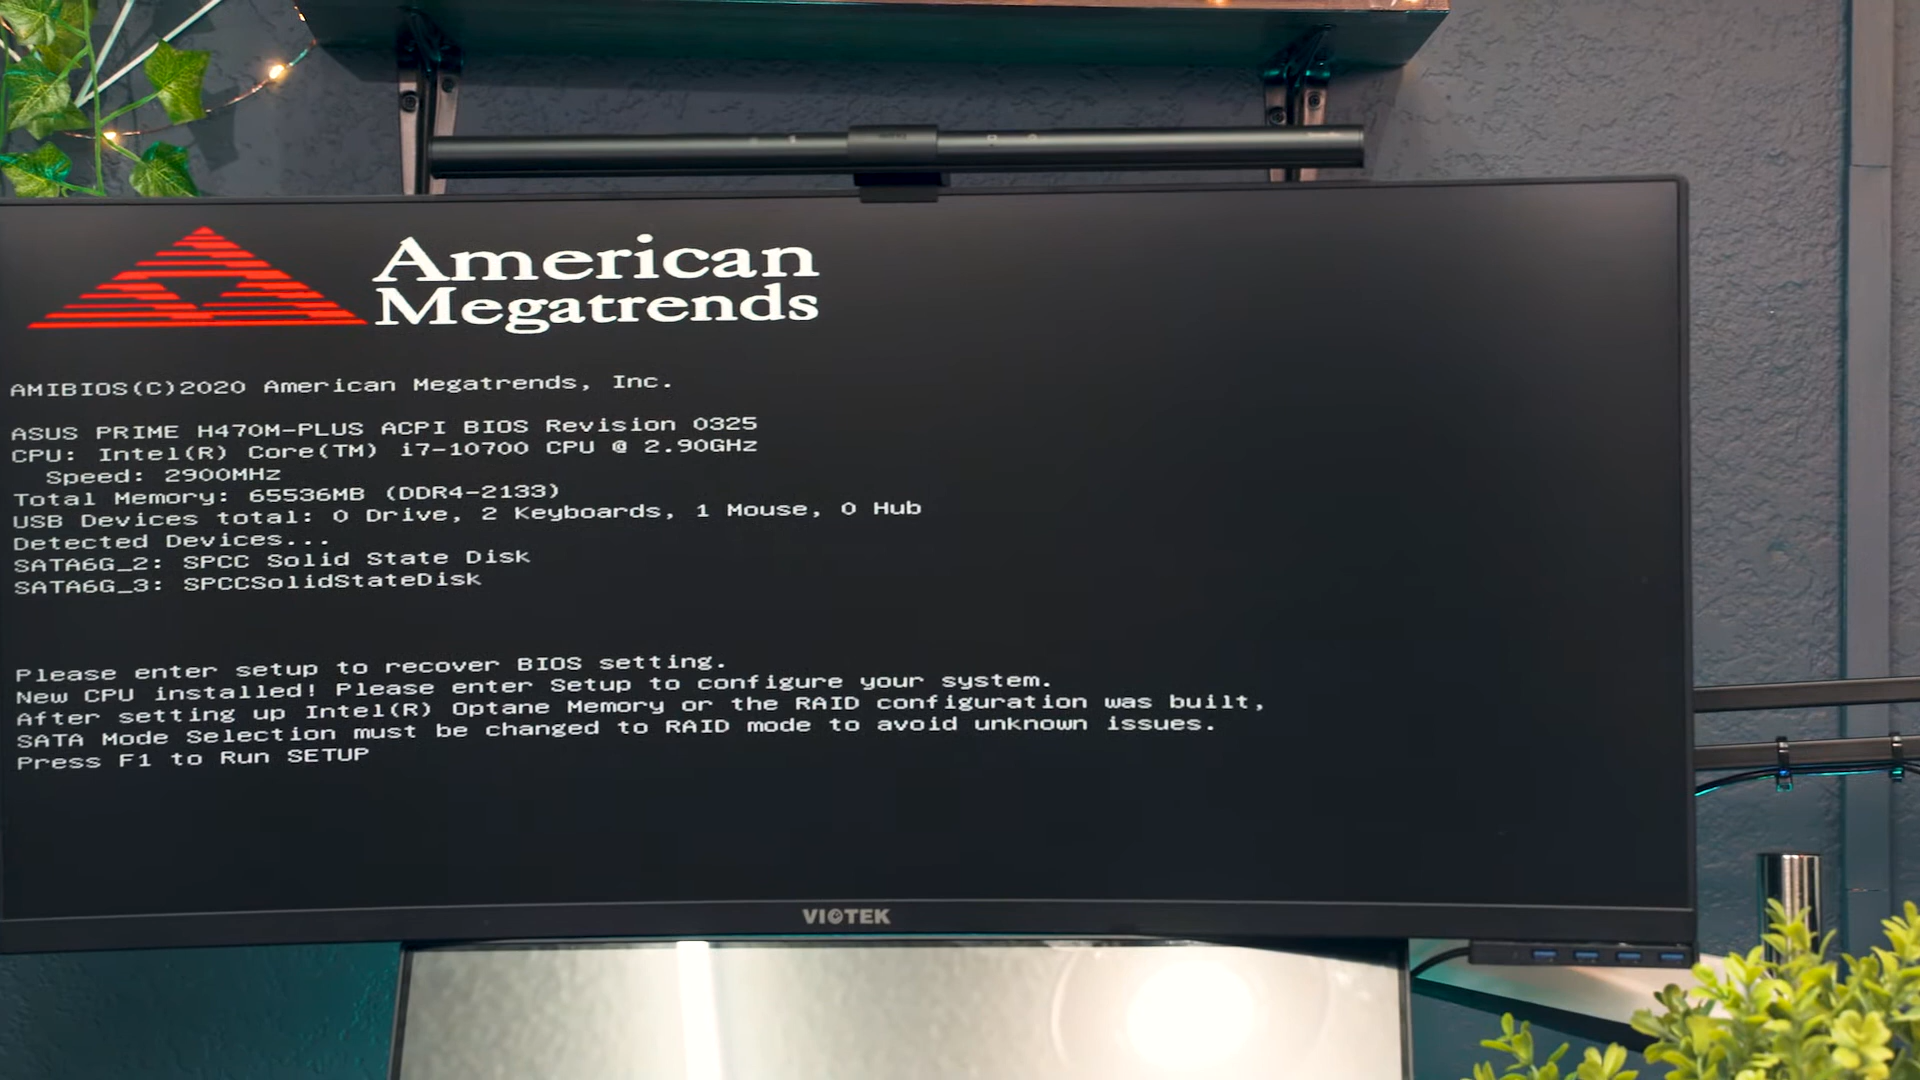 American
Megatrends
AMIBIOS(C)2020 American Megatrends, Inc.
ASUS PRIME H470M-PLUS ACPI BIOS Revision 0325
CPU: Intel(R) Core(TM) i7-10700 CPU @ 2.90GHz
Speed: 2900MHz
Total Memory: 65536MB (DDR4-2133)
USB Devices total: 0 Drive, 2 Keyboards, 1 Mouse, 0 Hub
Detected Devices...
SATA6G_2: SPCC Solid State Disk
SATA6G_3: SPCCSolidStateDisk
Please enter setup to recover BIOS setting.
New CPU installed! Please enter Setup to configure your system.
After setting up Intel(R) Optane Memory or the RAID configuration was built,
SATA Mode Selection must be changed to RAID mode to avoid unknown issues.
Press F1 to Run SETUP
VIOTEK